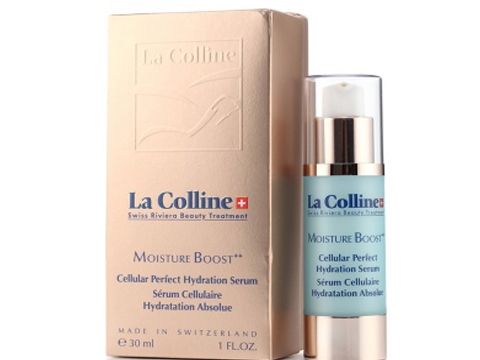 La Colline
La Colline
Swiss Riviera Beauty Treatment
MOISTURE BOOST++
Cellular Perfect Hydration Serum
Sérum Cellulaire
Hydratation Absolue
MADE IN SWITZERLAND
℮ 30 ml 1 FL.OZ.
La Colline
Swiss Riviera Beauty Treatment
MOISTURE BOOST++
Cellular Perfect
Hydration Serum
Sérum Cellulaire
Hydratation Absolue